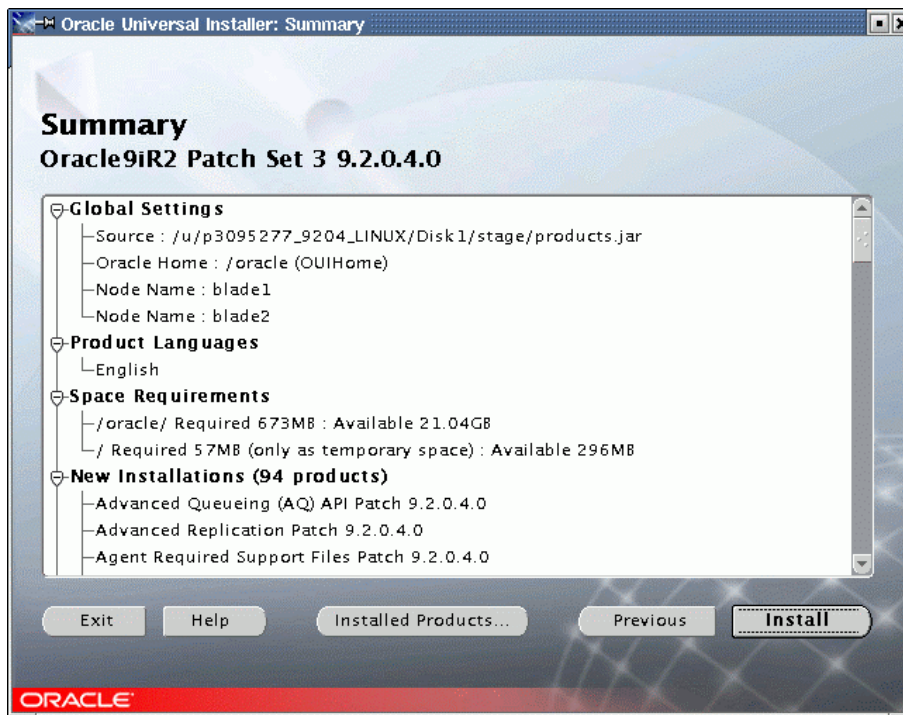 Oracle Universal Installer: Summary
Summary
Oracle9iR2 Patch Set 3 9.2.0.4.0
Global Settings
Source : /u/p3095277_9204_LINUX/Disk1/stage/products.jar
Oracle Home : /oracle (OUIHome)
Node Name : blade1
Node Name : blade2
Product Languages
English
Space Requirements
/oracle/ Required 673MB : Available 21.04GB
/ Required 57MB (only as temporary space) : Available 296MB
New Installations (94 products)
Advanced Queueing (AQ) API Patch 9.2.0.4.0
Advanced Replication Patch 9.2.0.4.0
Agent Required Support Files Patch 9.2.0.4.0
Exit Help Installed Products... Previous Install
ORACLE